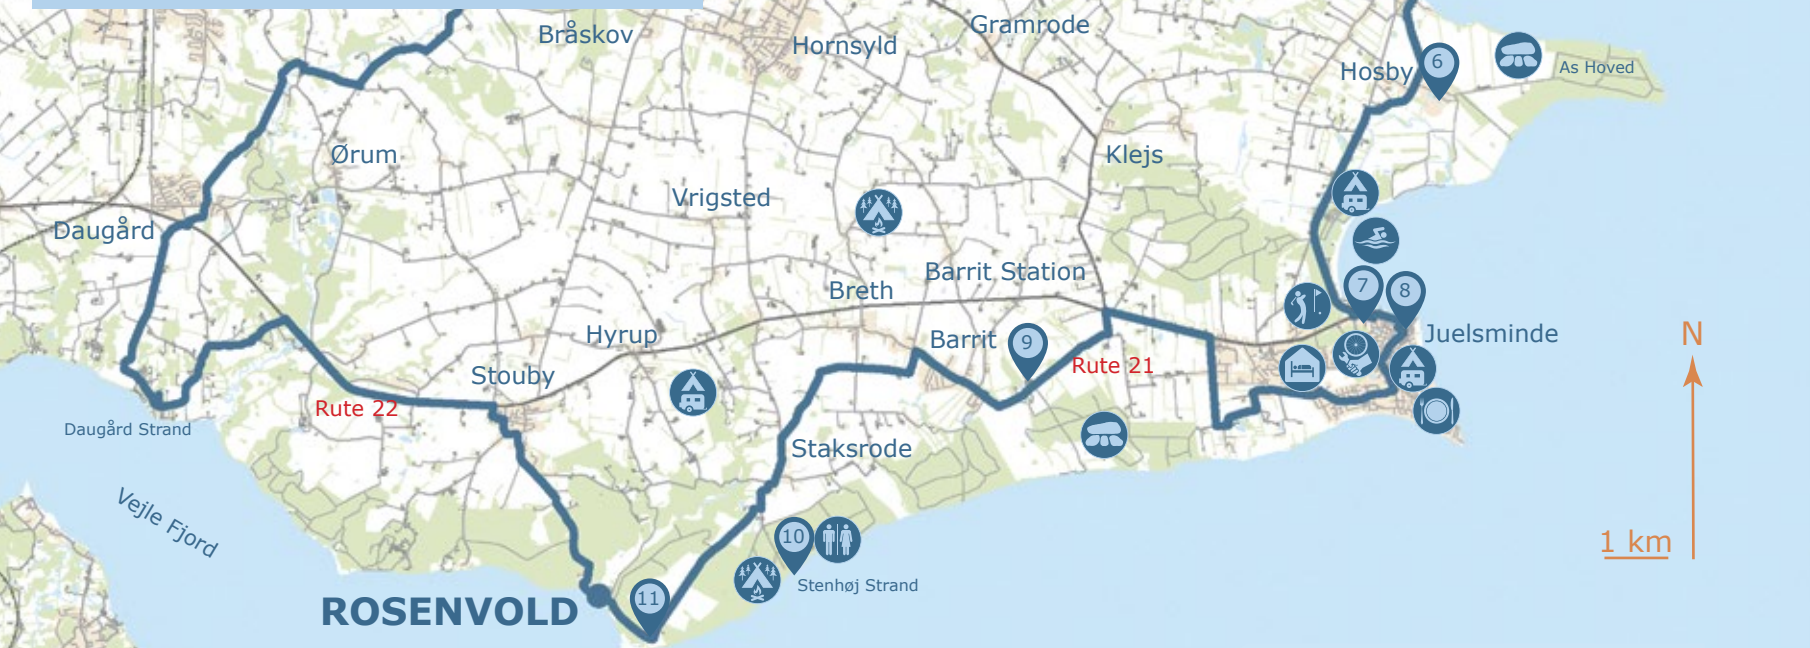 Gramrode
Bråskov
Hornsyld
Hosby
6
As Hoved
Ørum
Klejs
Vrigsted
Daugård
Barrit Station
Breth
7
8
Hyrup
Barrit
9
Juelsminde
N
Rute 21
Stouby
Rute 22
Daugård Strand
Staksrode
Vejle Fjord
10
1 km
Stenhøj Strand
11
ROSENVOLD